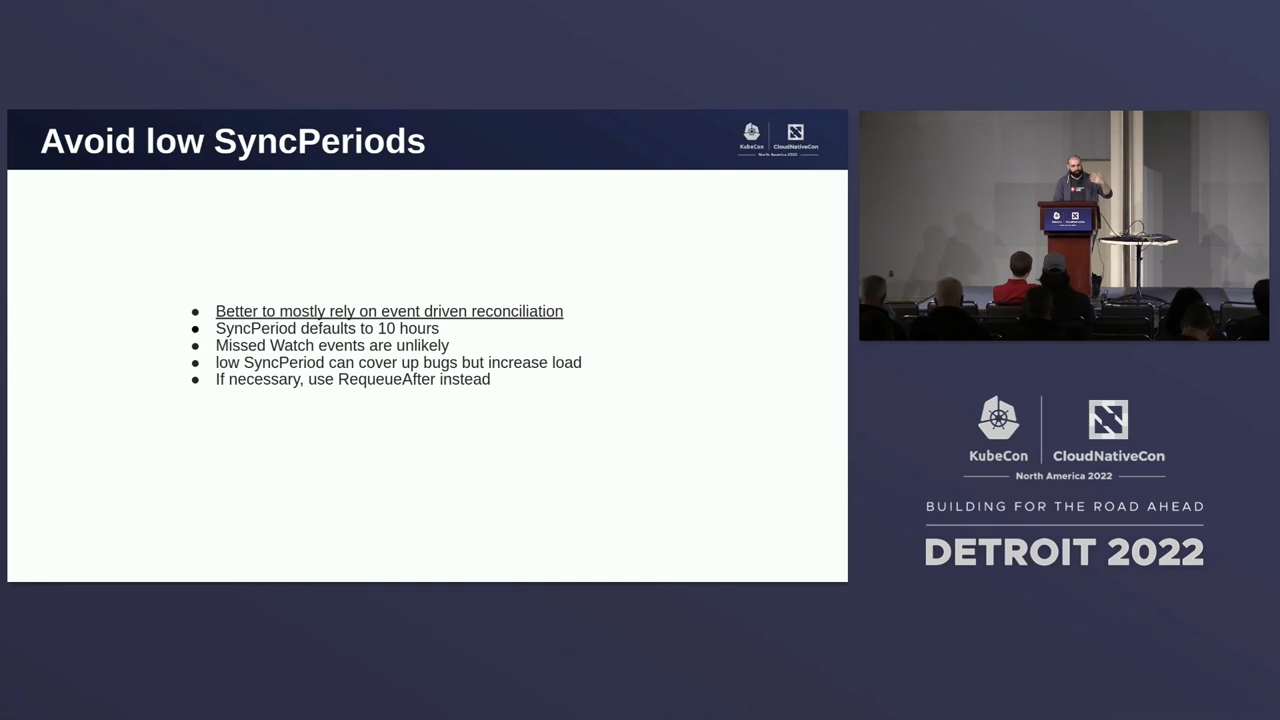 Avoid low SyncPeriods
KubeCon
CloudNativeCon
North America 2022
● Better to mostly rely on event driven reconciliation
● SyncPeriod defaults to 10 hours
● Missed Watch events are unlikely
● low SyncPeriod can cover up bugs but increase load
● If necessary, use RequeueAfter instead
KubeCon
CloudNativeCon
North America 2022
BUILDING FOR THE ROAD AHEAD
DETROIT 2022